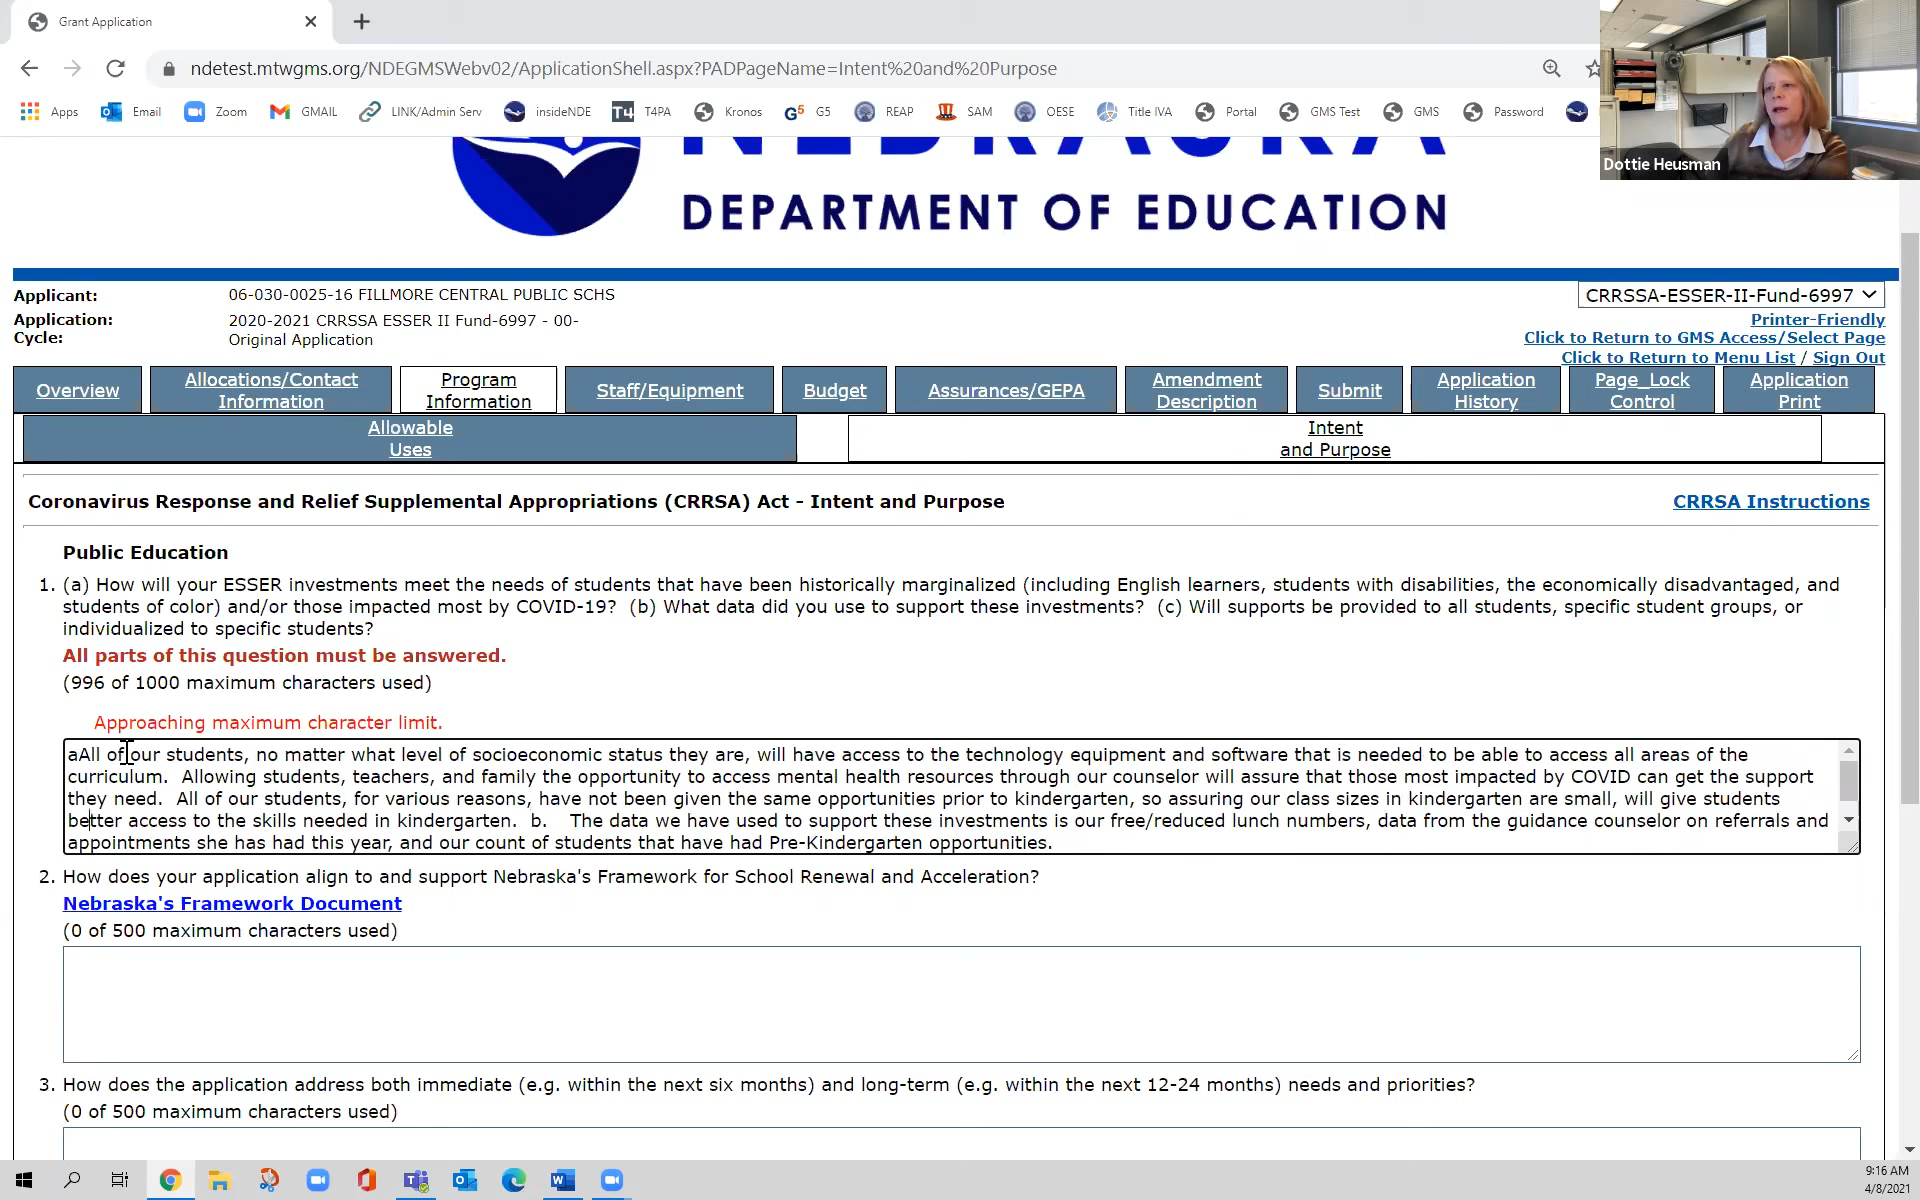 Grant Application
ndetest.mtwgms.org/NDEGMSWebv02/ApplicationShell.aspx?PADPageName=Intent%20and%20Purpose
Apps Email Zoom GMAIL LINK/Admin Serv insideNDE T4 T4PA Kronos G5 G5 REAP SAM OESE Title IVA Portal GMS Test GMS Password
Dottie Heusman
NEBRASKA
DEPARTMENT OF EDUCATION
Applicant: 06-030-0025-16 FILLMORE CENTRAL PUBLIC SCHS
CRRSSA-ESSER-II-Fund-6997
Application: 2020-2021 CRRSSA ESSER II Fund-6997 - 00-
Printer-Friendly
Cycle: Original Application
Click to Return to GMS Access/Select Page
Click to Return to Menu List / Sign Out
Overview
Allocations/Contact
Information
Program
Information
Staff/Equipment
Budget
Assurances/GEPA
Amendment
Description
Submit
Application
History
Page_Lock
Control
Application
Print
Allowable
Uses
Intent
and Purpose
Coronavirus Response and Relief Supplemental Appropriations (CRRSA) Act - Intent and Purpose
CRRSA Instructions
Public Education
1. (a) How will your ESSER investments meet the needs of students that have been historically marginalized (including English learners, students with disabilities, the economically disadvantaged, and
students of color) and/or those impacted most by COVID-19? (b) What data did you use to support these investments? (c) Will supports be provided to all students, specific student groups, or
individualized to specific students?
All parts of this question must be answered.
(996 of 1000 maximum characters used)
Approaching maximum character limit.
aAll of our students, no matter what level of socioeconomic status they are, will have access to the technology equipment and software that is needed to be able to access all areas of the
curriculum. Allowing students, teachers, and family the opportunity to access mental health resources through our counselor will assure that those most impacted by COVID can get the support
they need. All of our students, for various reasons, have not been given the same opportunities prior to kindergarten, so assuring our class sizes in kindergarten are small, will give students
better access to the skills needed in kindergarten. b. The data we have used to support these investments is our free/reduced lunch numbers, data from the guidance counselor on referrals and
appointments she has had this year, and our count of students that have had Pre-Kindergarten opportunities.
2. How does your application align to and support Nebraska's Framework for School Renewal and Acceleration?
Nebraska's Framework Document
(0 of 500 maximum characters used)
3. How does the application address both immediate (e.g. within the next six months) and long-term (e.g. within the next 12-24 months) needs and priorities?
(0 of 500 maximum characters used)
9:16 AM
4/8/2021